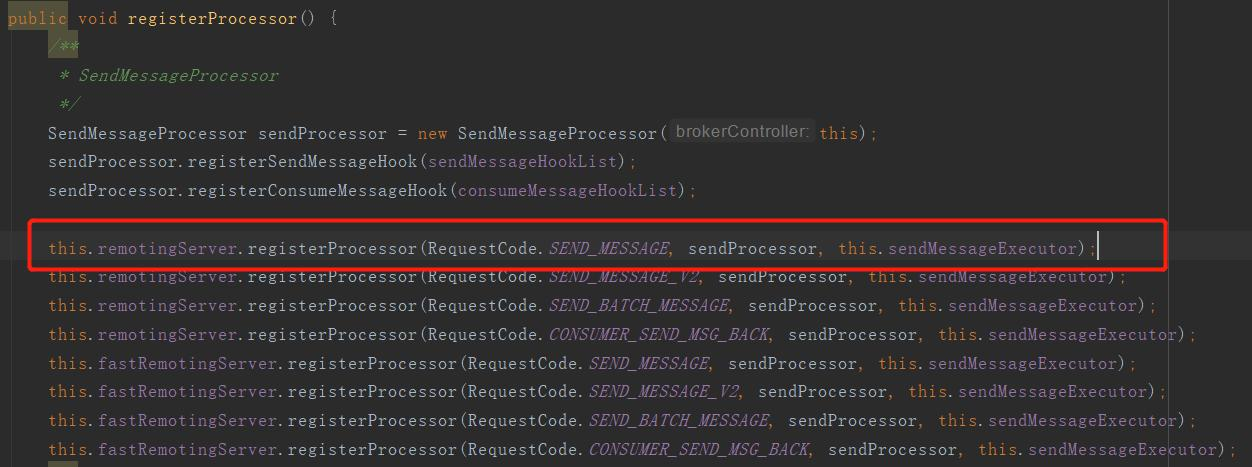 public void registerProcessor() {
/**
* SendMessageProcessor
*/
SendMessageProcessor sendProcessor = new SendMessageProcessor( brokerController: this);
sendProcessor.registerSendMessageHook(sendMessageHookList);
sendProcessor.registerConsumeMessageHook(consumeMessageHookList);
this.remotingServer.registerProcessor(RequestCode.SEND_MESSAGE, sendProcessor, this.sendMessageExecutor);
this.remotingServer.registerProcessor(RequestCode.SEND_MESSAGE_V2, sendProcessor, this.sendMessageExecutor);
this.remotingServer.registerProcessor(RequestCode.SEND_BATCH_MESSAGE, sendProcessor, this.sendMessageExecutor);
this.remotingServer.registerProcessor(RequestCode.CONSUMER_SEND_MSG_BACK, sendProcessor, this.sendMessageExecutor);
this.fastRemotingServer.registerProcessor(RequestCode.SEND_MESSAGE, sendProcessor, this.sendMessageExecutor);
this.fastRemotingServer.registerProcessor(RequestCode.SEND_MESSAGE_V2, sendProcessor, this.sendMessageExecutor);
this.fastRemotingServer.registerProcessor(RequestCode.SEND_BATCH_MESSAGE, sendProcessor, this.sendMessageExecutor);
this.fastRemotingServer.registerProcessor(RequestCode.CONSUMER_SEND_MSG_BACK, sendProcessor, this.sendMessageExecutor);